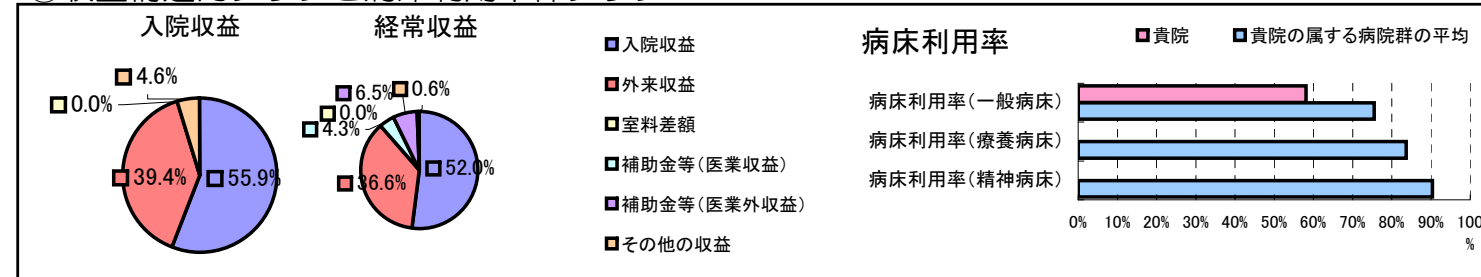 入院収益
4.6%
0.0%
39.4%
55.9%
経常収益
6.5%
0.6%
0.0%
4.3%
52.0%
36.6%
入院収益
外来収益
室料差額
補助金等(医業収益)
補助金等(医業外収益)
その他の収益
病床利用率
貴院
貴院の属する病院群の平均
病床利用率(一般病床)
病床利用率(療養病床)
病床利用率(精神病床)
0% 10% 20% 30% 40% 50% 60% 70% 80% 90% 100
%